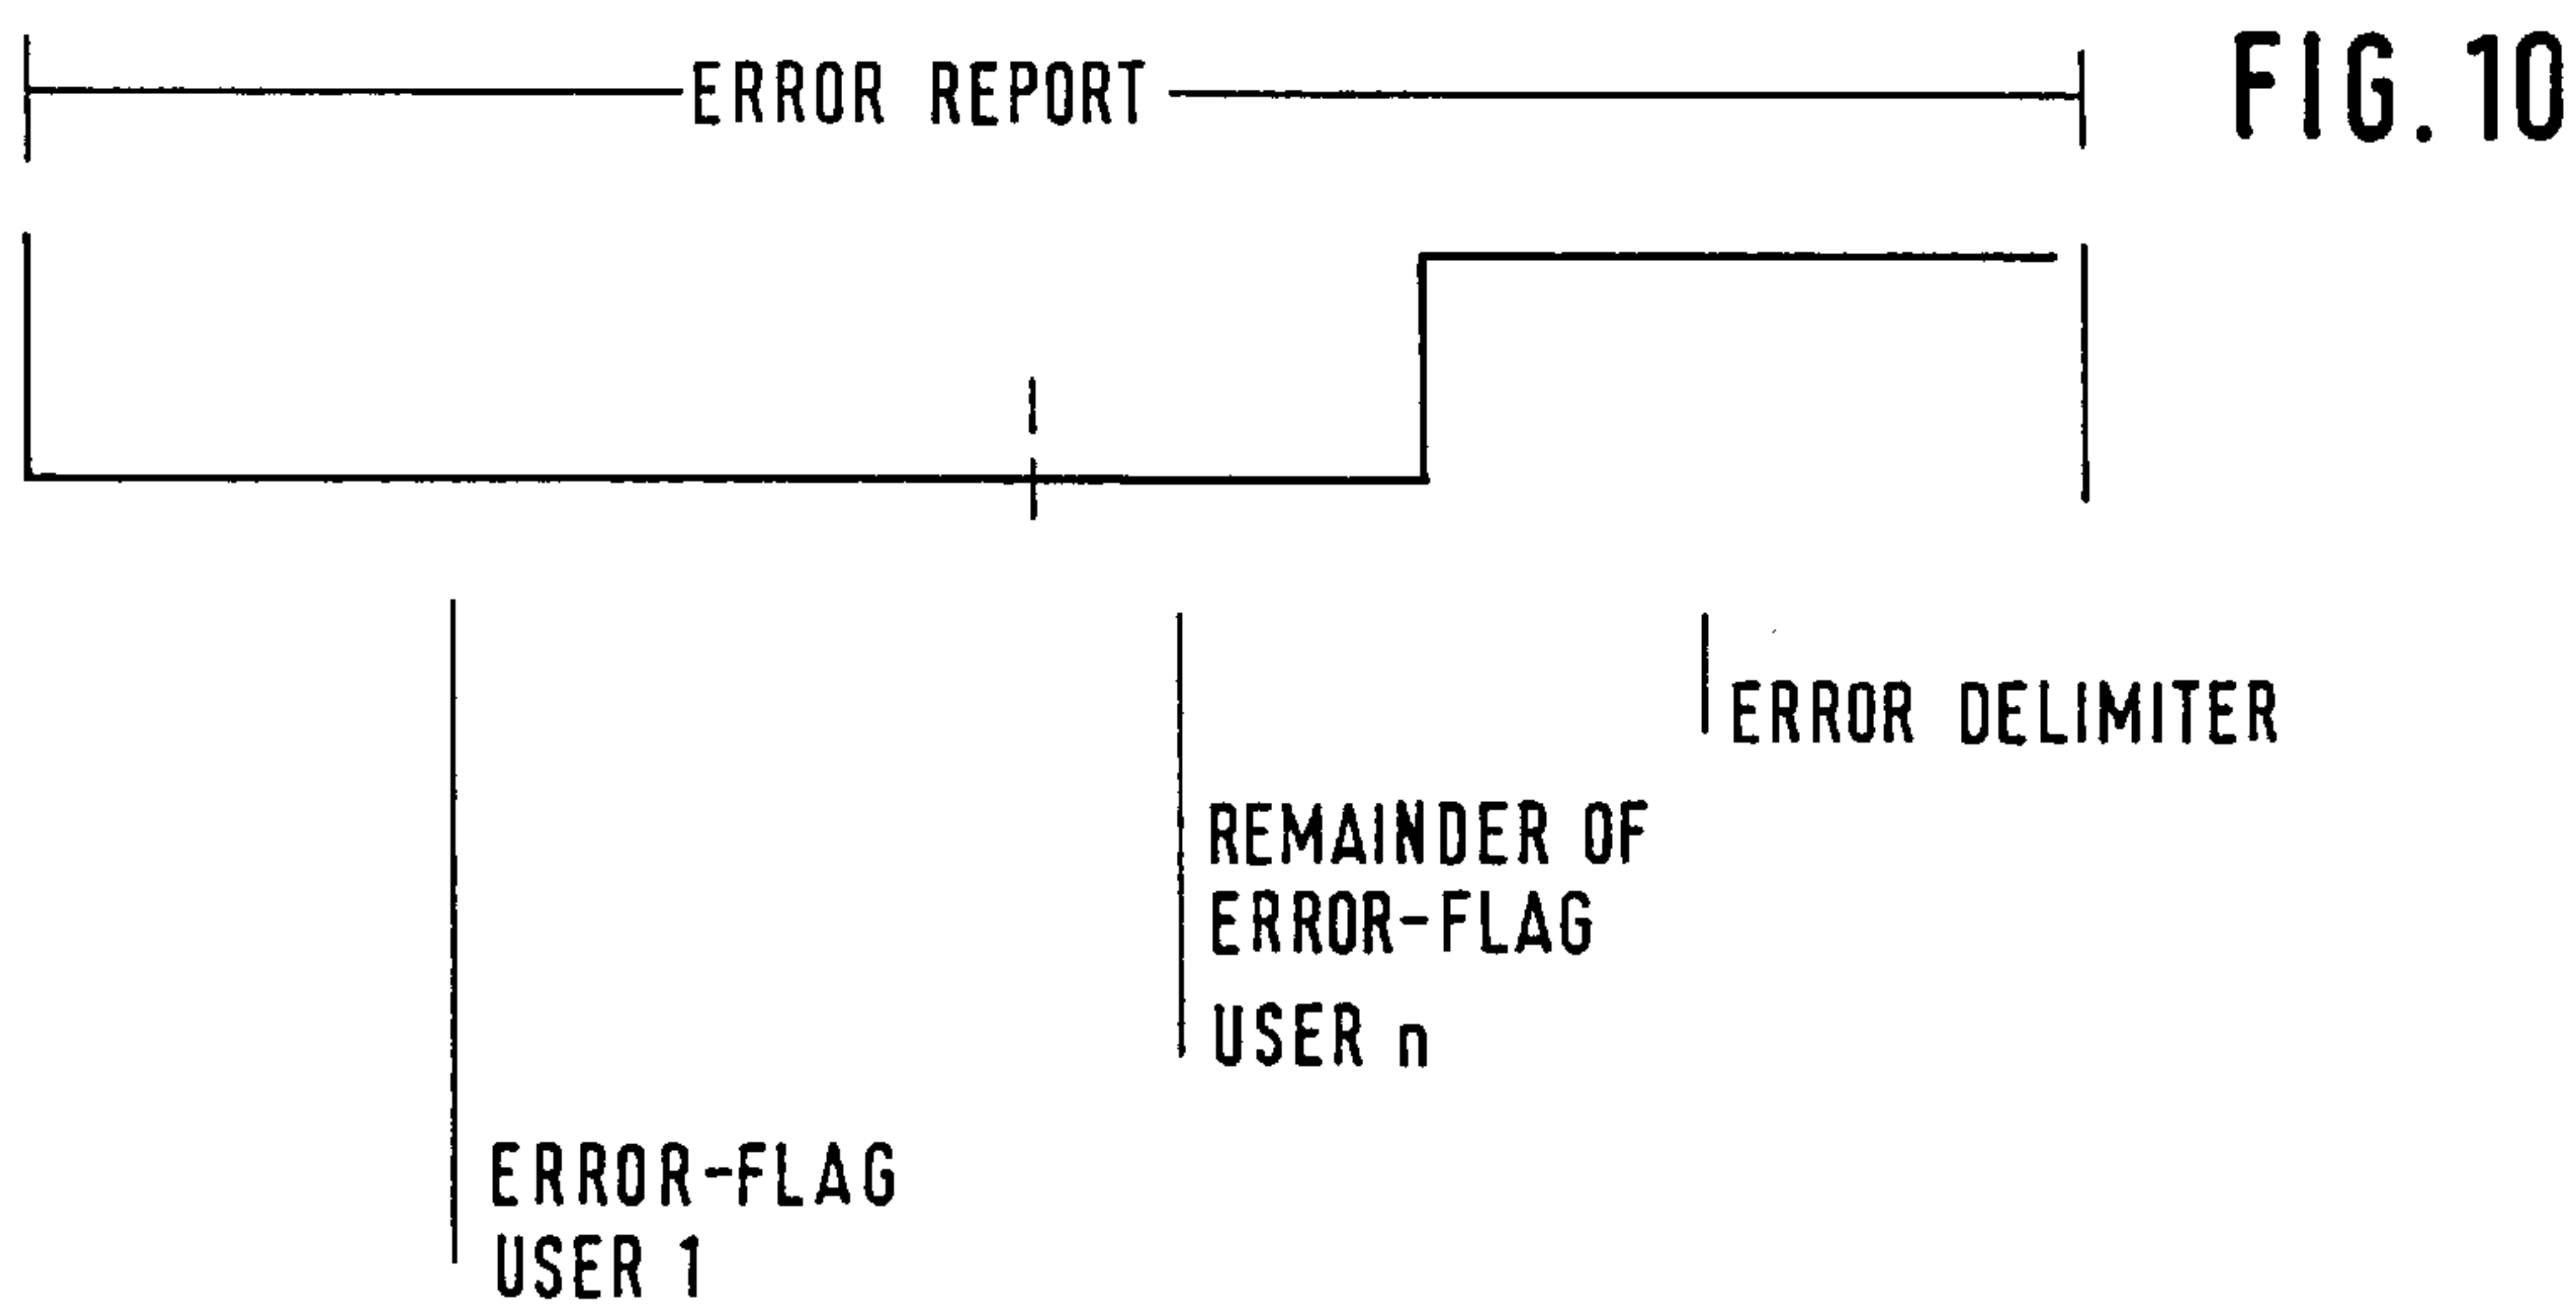 ERROR REPORT
FIG. 10
ERROR DELIMITER
REMAINDER OF
ERROR-FLAG
USER n
ERROR-FLAG
USER 1